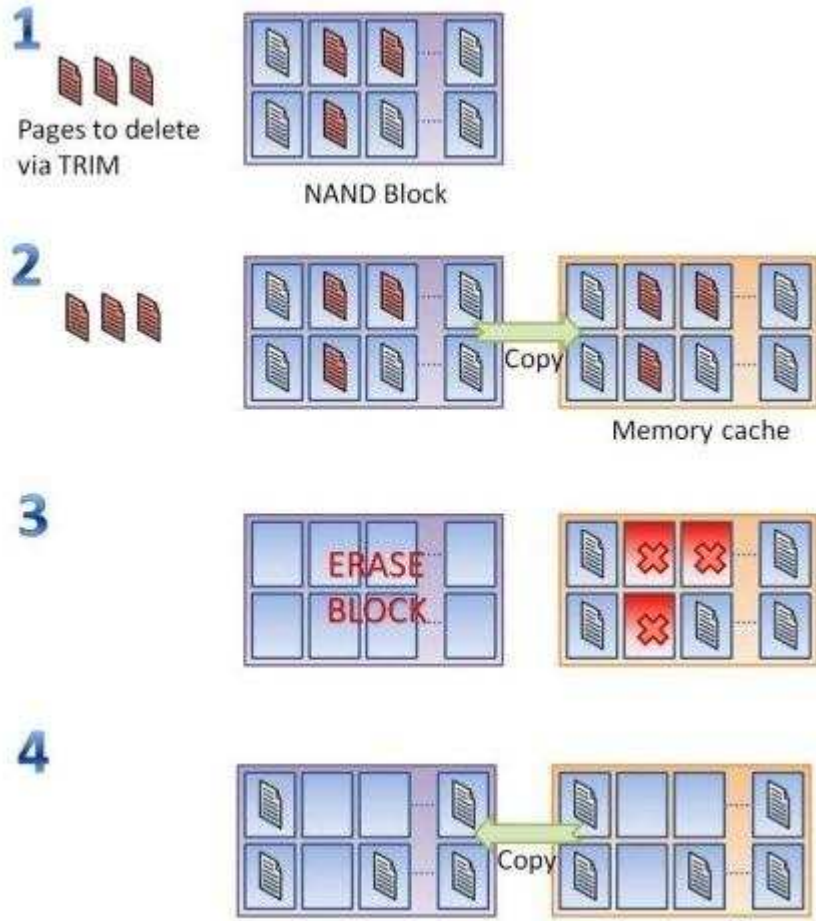 1
Pages to delete
via TRIM
NAND Block
2
Copy
Memory cache
3
ERASE
BLOCK
4
Copy